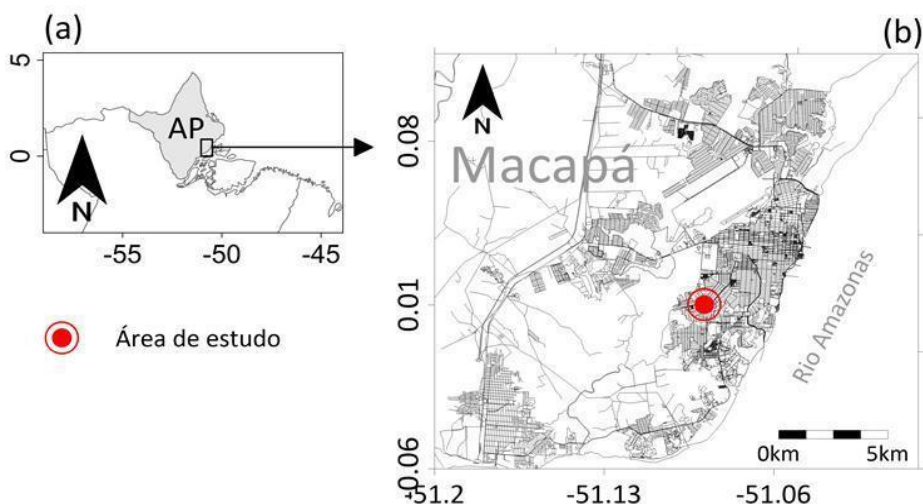 (a)
5
0
AP
N
-55
-50
-45
Área de estudo
(b)
N
Macapá
0.08
0.01
-0.06
Rio Amazonas
0km
5km
-51.2
-51.13
-51.06